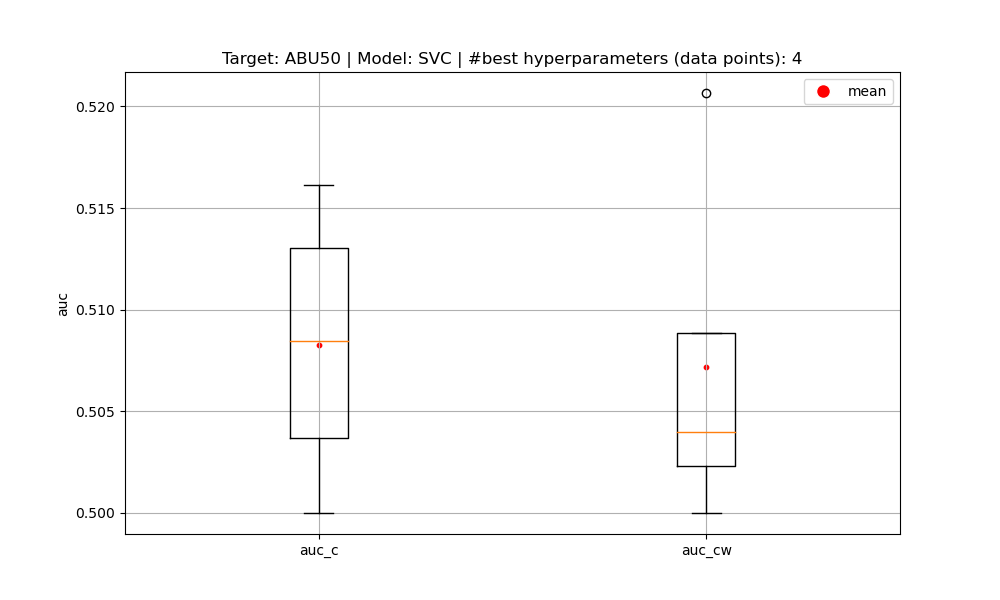 Target: ABU50 | Model: SVC | #best hyperparameters (data points): 4
mean
0.520
0.515
0.510
0.505
0.500
auc
auc_c
auc_cw